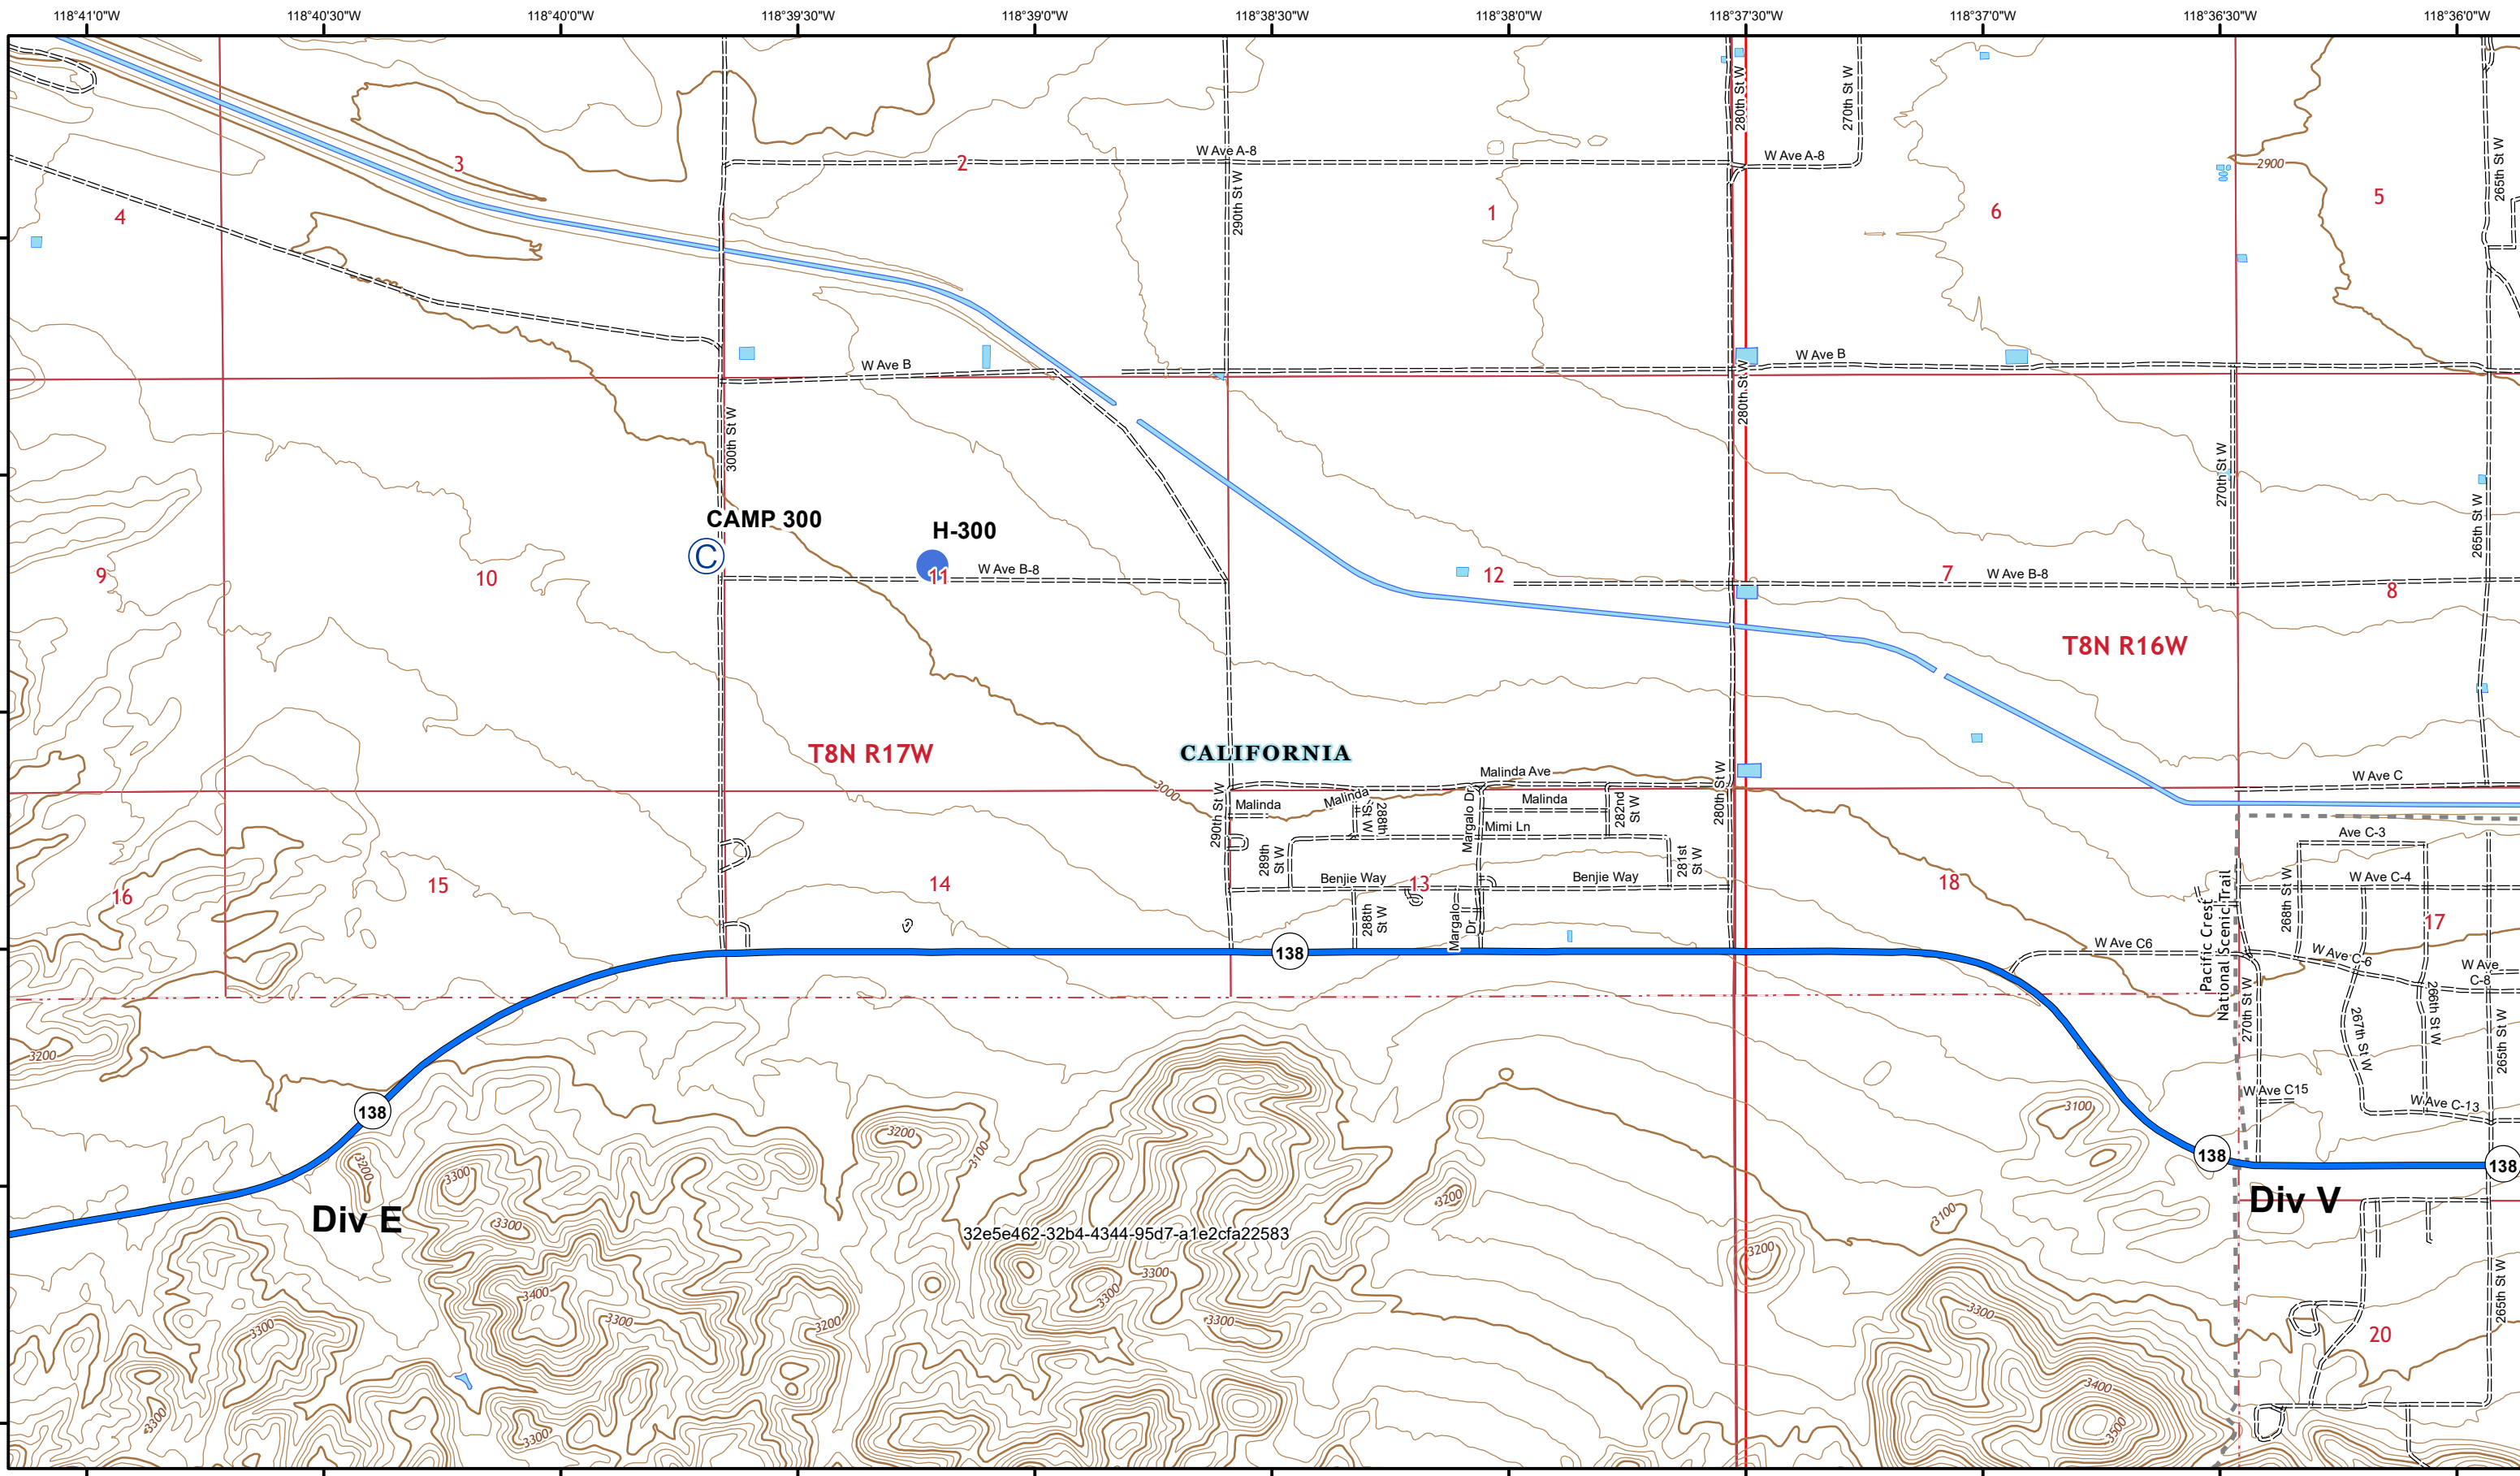 118°41'0"W
118°40'30"W
118°40'0"W
118°39'30"W
118°39'0"W
118°38'30"W
118°38'0"W
118°37'30"W
118°37'0"W
118°36'30"W
118°36'0"W
280th St W
270th St W
W Ave A-8
W Ave A-8
3
2
2900
265th St W
290th St W
4
1
6
5
W Ave B
W Ave B
280th St W
300th St W
270th St W
265th St W
CAMP 300
H-300
C
9
10
11
W Ave B-8
12
7
W Ave B-8
8
T8N R16W
T8N R17W
CALIFORNIA
Malinda Ave
W Ave C
3000
290th St W
Malinda
Malinda
288th
St W
Margalo Dr
Malinda
282nd
St W
280th St W
Mimi Ln
Ave C-3
289th
St W
281st
St W
Benjie Way
13
Benjie Way
W Ave C-4
16
15
14
18
268th St W
17
288th
St W
Margalo
Dr
Pacific Crest
National Scenic Trail
W Ave C6
W Ave C-6
W Ave
C-8
138
270th St W
267th St W
266th St W
265th St W
3200
W Ave C15
W Ave C-13
138
3100
3200
3100
138
138
3200
3300
3200
Div E
Div V
3300
3100
32e5e462-32b4-4344-95d7-a1e2cfa22583
3200
3300
3400
3300
3300
3300
3200
3300
3300
265th St W
20
3400
3300
3300
3500